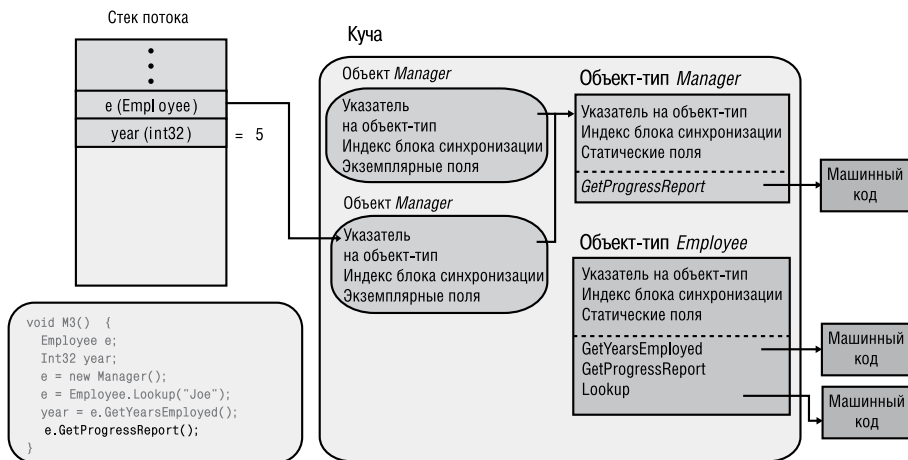 Стек потока
e (Employee)
year (int32)
= 5
Куча
Объект Manager
Указатель
на объект-тип
Индекс блока синхронизации
Экземплярные поля
Объект Manager
Указатель
на объект-тип
Индекс блока синхронизации
Экземплярные поля
Объект-тип Manager
Указатель на объект-тип
Индекс блока синхронизации
Статические поля
GetProgressReport
Машинный
код
Объект-тип Employee
Указатель на объект-тип
Индекс блока синхронизации
Статические поля
GetYearsEmployed
GetProgressReport
Lookup
Машинный
код
Машинный
код
void M3() {
Employee e;
Int32 year;
e = new Manager();
e = Employee.Lookup("Joe");
year = e.GetYearsEmployed();
e.GetProgressReport();
}